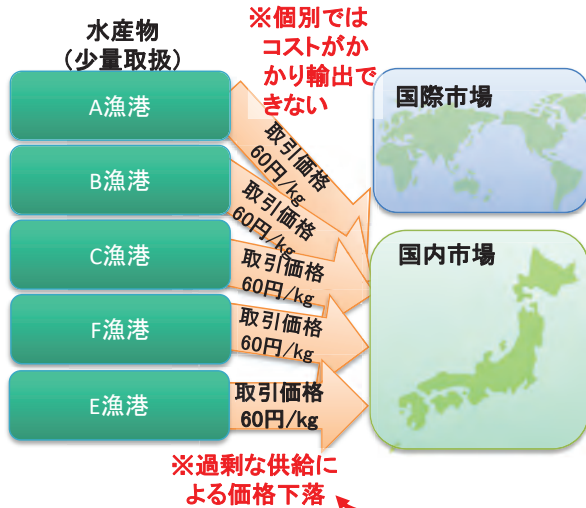 水産物
(少量取扱)
※個別では
コストがか
かり輸出で
きない
A漁港
B漁港
C漁港
F漁港
E漁港
取引価格
60円/kg
取引価格
60円/kg
取引価格
60円/kg
取引価格
60円/kg
取引価格
60円/kg
国際市場
国内市場
※過剰な供給に
よる価格下落